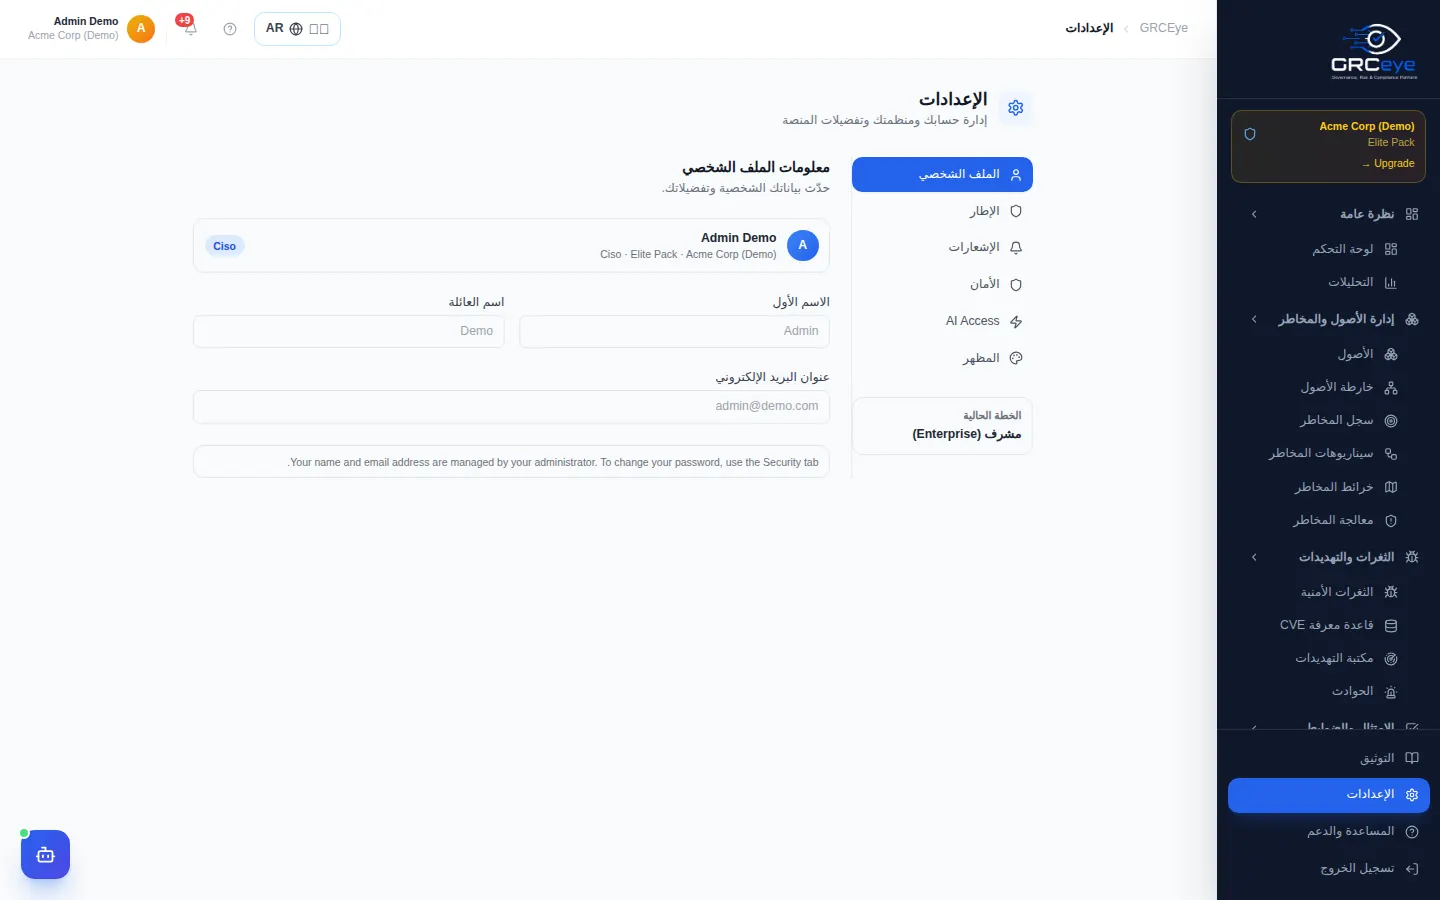 GRCeye
Governance, Risk & Compliance Platform
Acme Corp (Demo)
Elite Pack
Upgrade →
نظرة عامة
لوحة التحكم
التحليلات
إدارة الأصول والمخاطر
الأصول
خارطة الأصول
سجل المخاطر
سيناريوهات المخاطر
خرائط المخاطر
معالجة المخاطر
الثغرات والتهديدات
الثغرات الأمنية
قاعدة معرفة CVE
مكتبة التهديدات
الحوادث
الامتثال والضوابط
التوثيق
الإعدادات
المساعدة والدعم
تسجيل الخروج
GRCEye
الإعدادات
AR
+9
A
Admin Demo
Acme Corp (Demo)
الإعدادات
إدارة حسابك ومنظمتك وتفضيلات المنصة
الملف الشخصي
الإطار
الإشعارات
الأمان
AI Access
المظهر
الخطة الحالية
مشرف (Enterprise)
معلومات الملف الشخصي
حدّث بياناتك الشخصية وتفضيلاتك.
A
Admin Demo
Ciso · Elite Pack · Acme Corp (Demo)
Ciso
الاسم الأول
Admin
اسم العائلة
Demo
عنوان البريد الإلكتروني
admin@demo.com
Your name and email address are managed by your administrator. To change your password, use the Security tab.